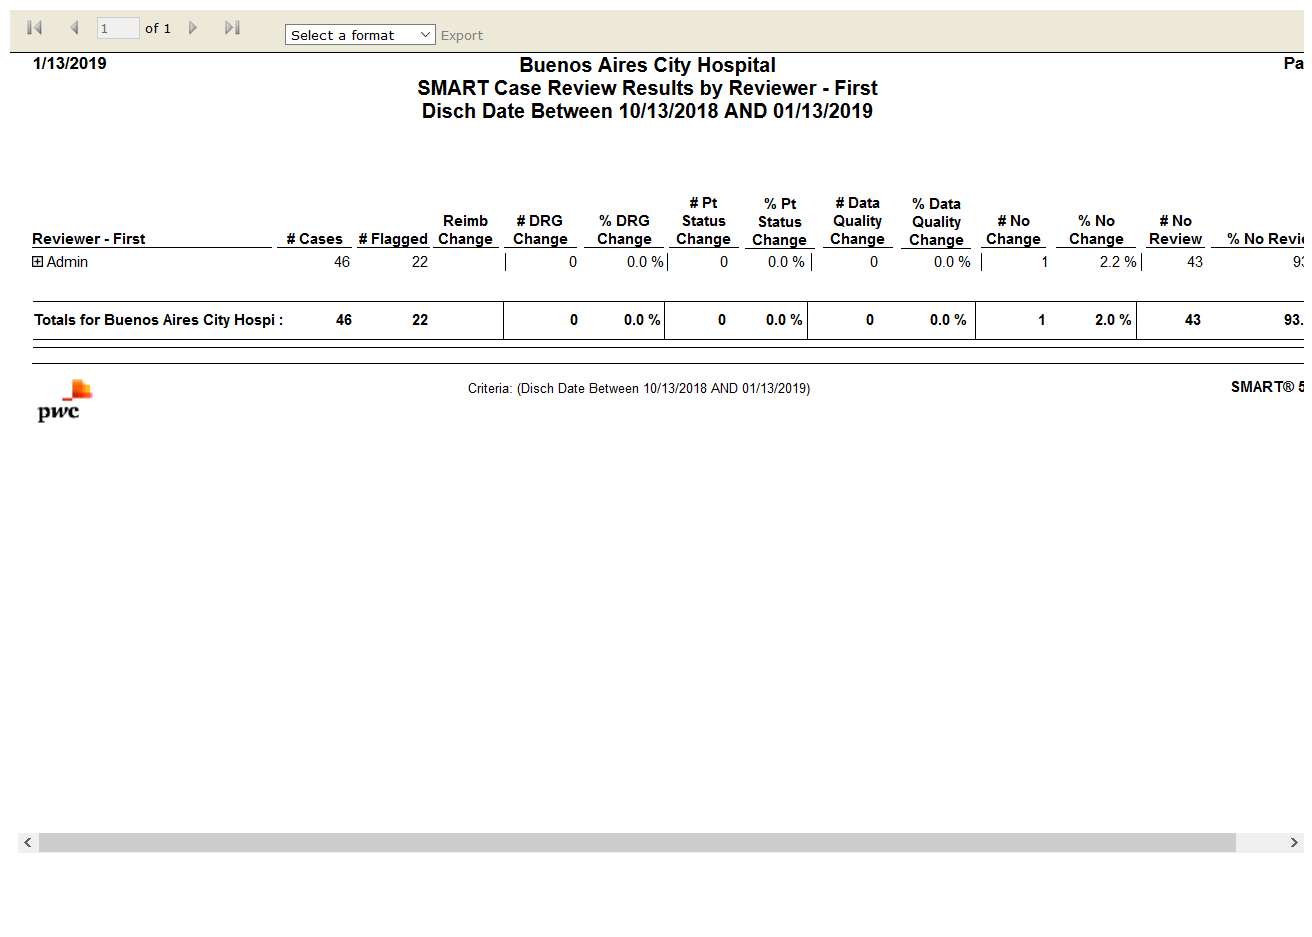 1 of 1 Select a format Export
1/13/2019 Buenos Aires City Hospital Pa
SMART Case Review Results by Reviewer - First
Disch Date Between 10/13/2018 AND 01/13/2019
# Pt % Pt # Data % Data
Reimb # DRG % DRG Status Status Quality Quality # No % No # No
Reviewer - First # Cases # Flagged Change Change Change Change Change Change Change Change Change Review % No Revie
Admin 46 22 0 0.0 % 0 0.0 % 0 0.0 % 1 2.2 % 43 93
Totals for Buenos Aires City Hospi : 46 22 0 0.0 % 0 0.0 % 0 0.0 % 1 2.0 % 43 93.
pwc Criteria: (Disch Date Between 10/13/2018 AND 01/13/2019) SMART® 5